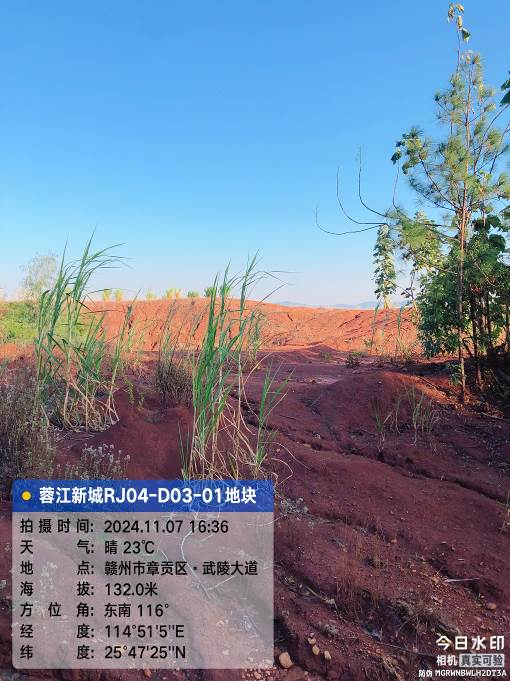 蓉江新城RJ04-D03-01地块
拍摄时间: 2024.11.07 16:36
天气: 晴 23℃
地点: 赣州市章贡区·武陵大道
海拔: 132.0米
方位角: 东南 116°
经度: 114°51'5"E
纬度: 25°47'25"N
今日水印
相机 真实可验
防伪 MGRWNBWLH2DT3A